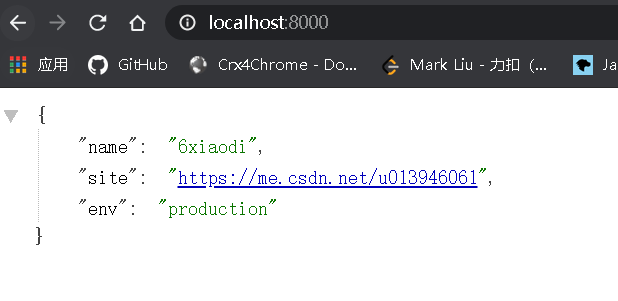 localhost:8000
应用 GitHub Crx4Chrome - Do... Mark Liu - 力扣 (... Ja
{
"name": "6xiaodi",
"site": "https://me.csdn.net/u013946061",
"env": "production"
}